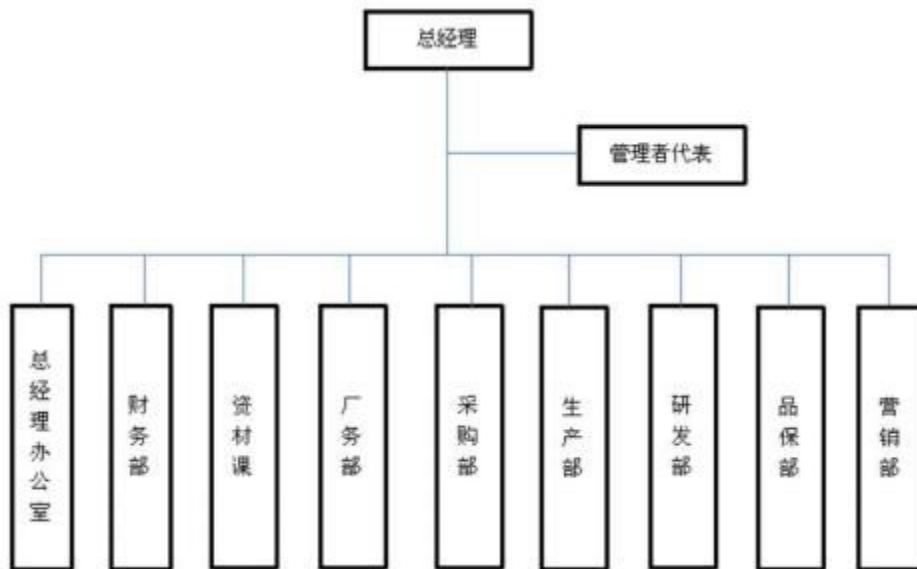 总经理
管理者代表
总经理办公室
财务部
资材课
厂务部
采购部
生产部
研发部
品保部
营销部